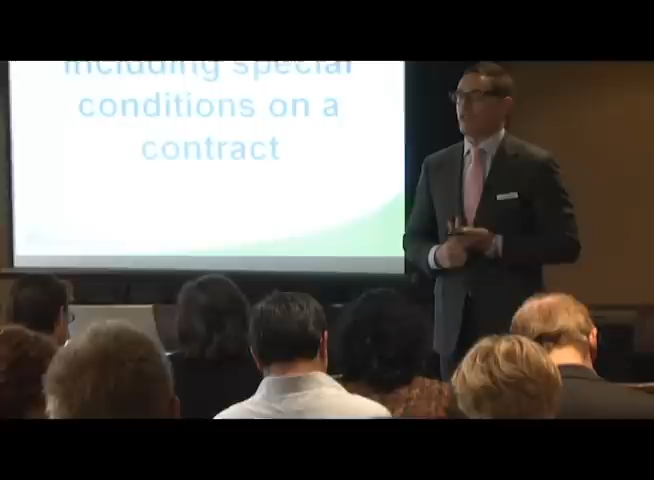 including special
conditions on a
contract